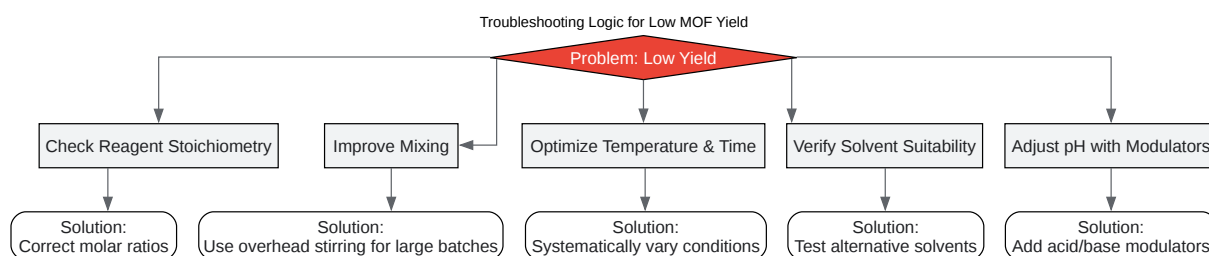 Troubleshooting Logic for Low MOF Yield
Problem: Low Yield
Check Reagent Stoichiometry
Improve Mixing
Optimize Temperature & Time
Verify Solvent Suitability
Adjust pH with Modulators
Solution:
Correct molar ratios
Solution:
Use overhead stirring for large batches
Solution:
Systematically vary conditions
Solution:
Test alternative solvents
Solution:
Add acid/base modulators